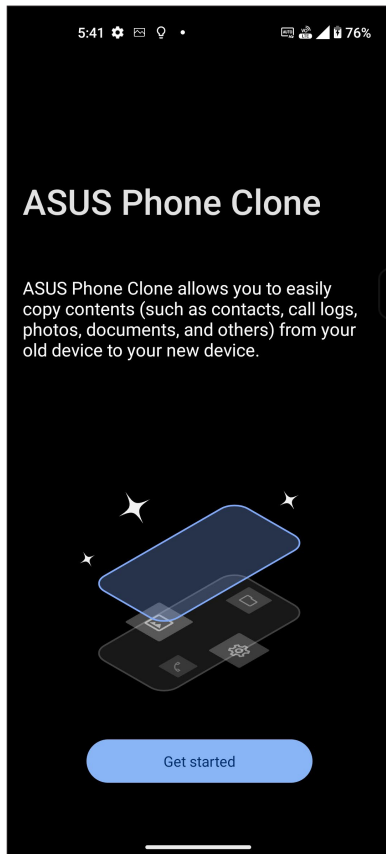 5:41 76%
ASUS Phone Clone
ASUS Phone Clone allows you to easily
copy contents (such as contacts, call logs,
photos, documents, and others) from your
old device to your new device.
Get started